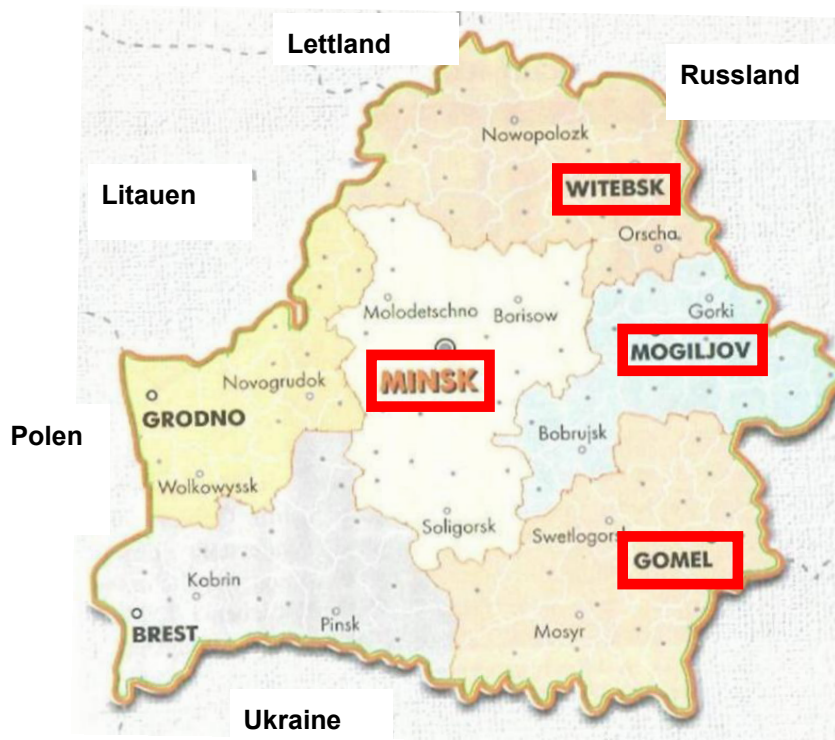 Lettland
Russland
Nowopolozk
Litauen
WITEBSK
Orscha
Molodetschno
Borisow
Gorki
MOGILJOV
MINSK
Novogrudok
GRODNO
Polen
Bobrujsk
Wolkowyssk
Soligorsk
Swetlogorsk
GOMEL
Kobrin
BREST
Pinsk
Mosyr
Ukraine